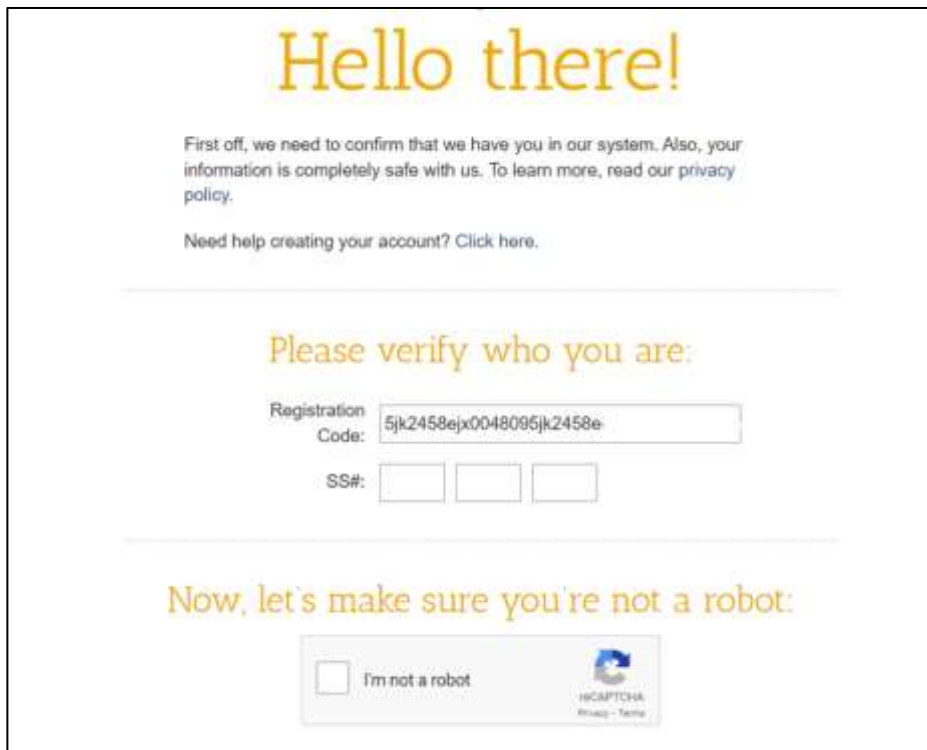 Hello there!
First off, we need to confirm that we have you in our system. Also, your
information is completely safe with us. To learn more, read our privacy
policy.
Need help creating your account? Click here.
Please verify who you are:
Registration
Code:
5jk2458ejx0048095jk2458e
SS#:
Now, let's make sure you're not a robot:
I'm not a robot
reCAPTCHA
Privacy - Terms